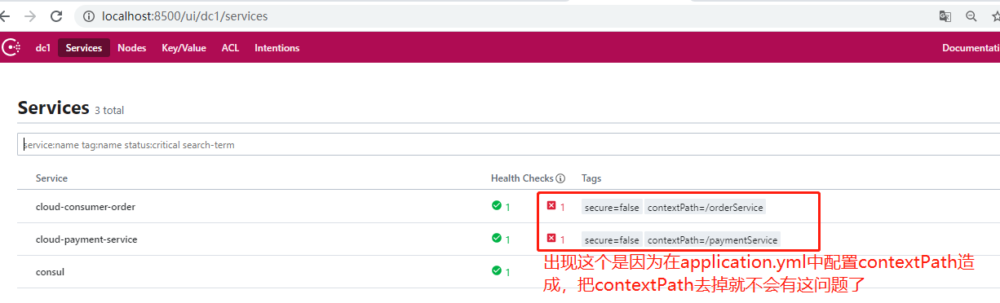 localhost:8500/ui/dc1/services
dc1 Services Nodes Key/Value ACL Intentions Documentati
Services 3 total
service:name tag:name status:critical search-term
Service Health Checks Tags
cloud-consumer-order 1 1 secure=false contextPath=/orderService
cloud-payment-service 1 1 secure=false contextPath=/paymentService
consul 1
出现这个是因为在application.yml中配置contextPath造
成，把contextPath去掉就不会有这问题了